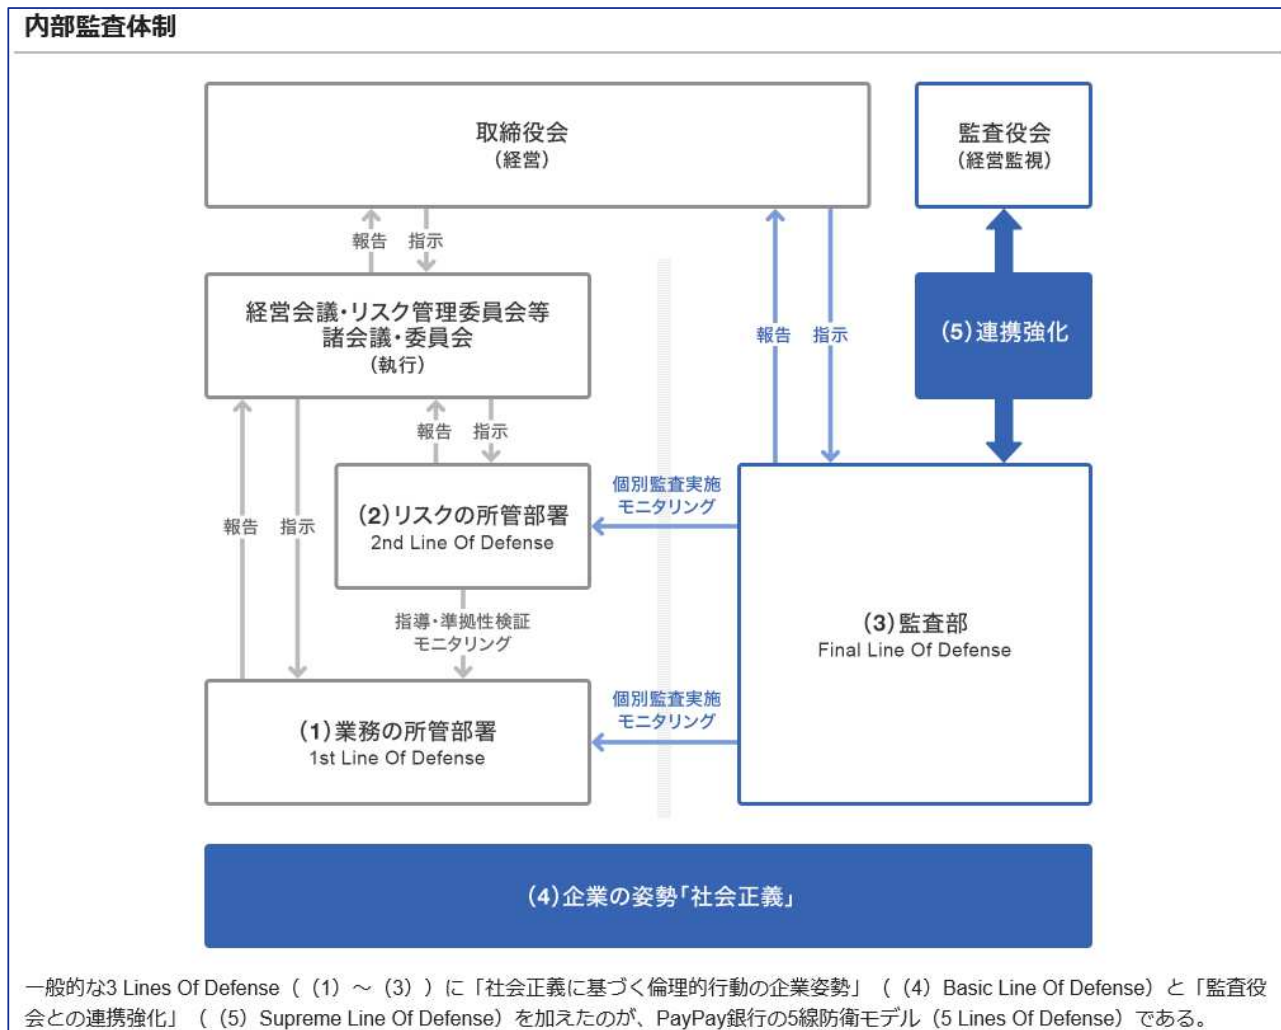 内部監査体制
取締役会
（経営）
監査役会
（経営監視）
報告
指示
経営会議・リスク管理委員会等
諸会議・委員会
（執行）
報告
指示
（5）連携強化
報告
指示
（2）リスクの所管部署
2nd Line Of Defense
個別監査実施
モニタリング
報告
指示
指導・準拠性検証
モニタリング
（3）監査部
Final Line Of Defense
（1）業務の所管部署
1st Line Of Defense
個別監査実施
モニタリング
（4）企業の姿勢「社会正義」
一般的な3 Lines Of Defense（（1）～（3））に「社会正義に基づく倫理的行動の企業姿勢」（（4）Basic Line Of Defense）と「監査役
会との連携強化」（（5）Supreme Line Of Defense）を加えたのが、PayPay銀行の5線防衛モデル（5 Lines Of Defense）である。